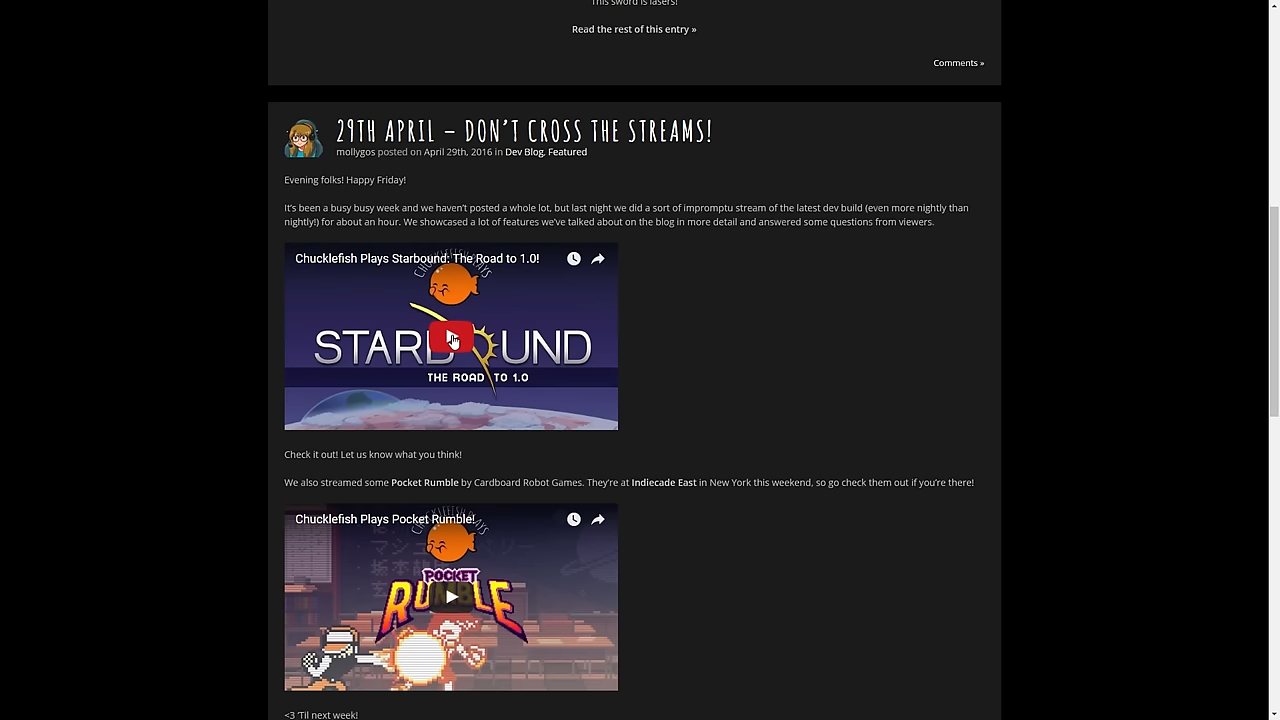 This sword is lasers!
Read the rest of this entry »
Comments »
29TH APRIL – DON'T CROSS THE STREAMS!
mollygos posted on April 29th, 2016 in Dev Blog, Featured
Evening folks! Happy Friday!
It's been a busy busy week and we haven't posted a whole lot, but last night we did a sort of impromptu stream of the latest dev build (even more nightly than
nightly!) for about an hour. We showcased a lot of features we've talked about on the blog in more detail and answered some questions from viewers.
Chucklefish Plays Starbound: The Road to 1.0!
STARBOUND
THE ROAD TO 1.0
Check it out! Let us know what you think!
We also streamed some Pocket Rumble by Cardboard Robot Games. They're at Indiecade East in New York this weekend, so go check them out if you're there!
Chucklefish Plays Pocket Rumble!
POCKET
RUMBLE
<3 'Til next week!